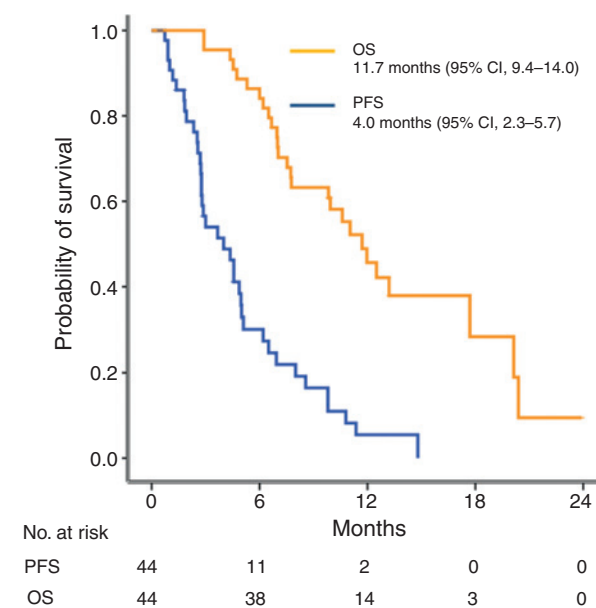 OS
11.7 months (95% CI, 9.4–14.0)
PFS
4.0 months (95% CI, 2.3–5.7)
Probability of survival
1.0
0.8
0.6
0.4
0.2
0.0
0 6 12 18 24
Months
No. at risk
PFS 44 11 2 0 0
OS 44 38 14 3 0